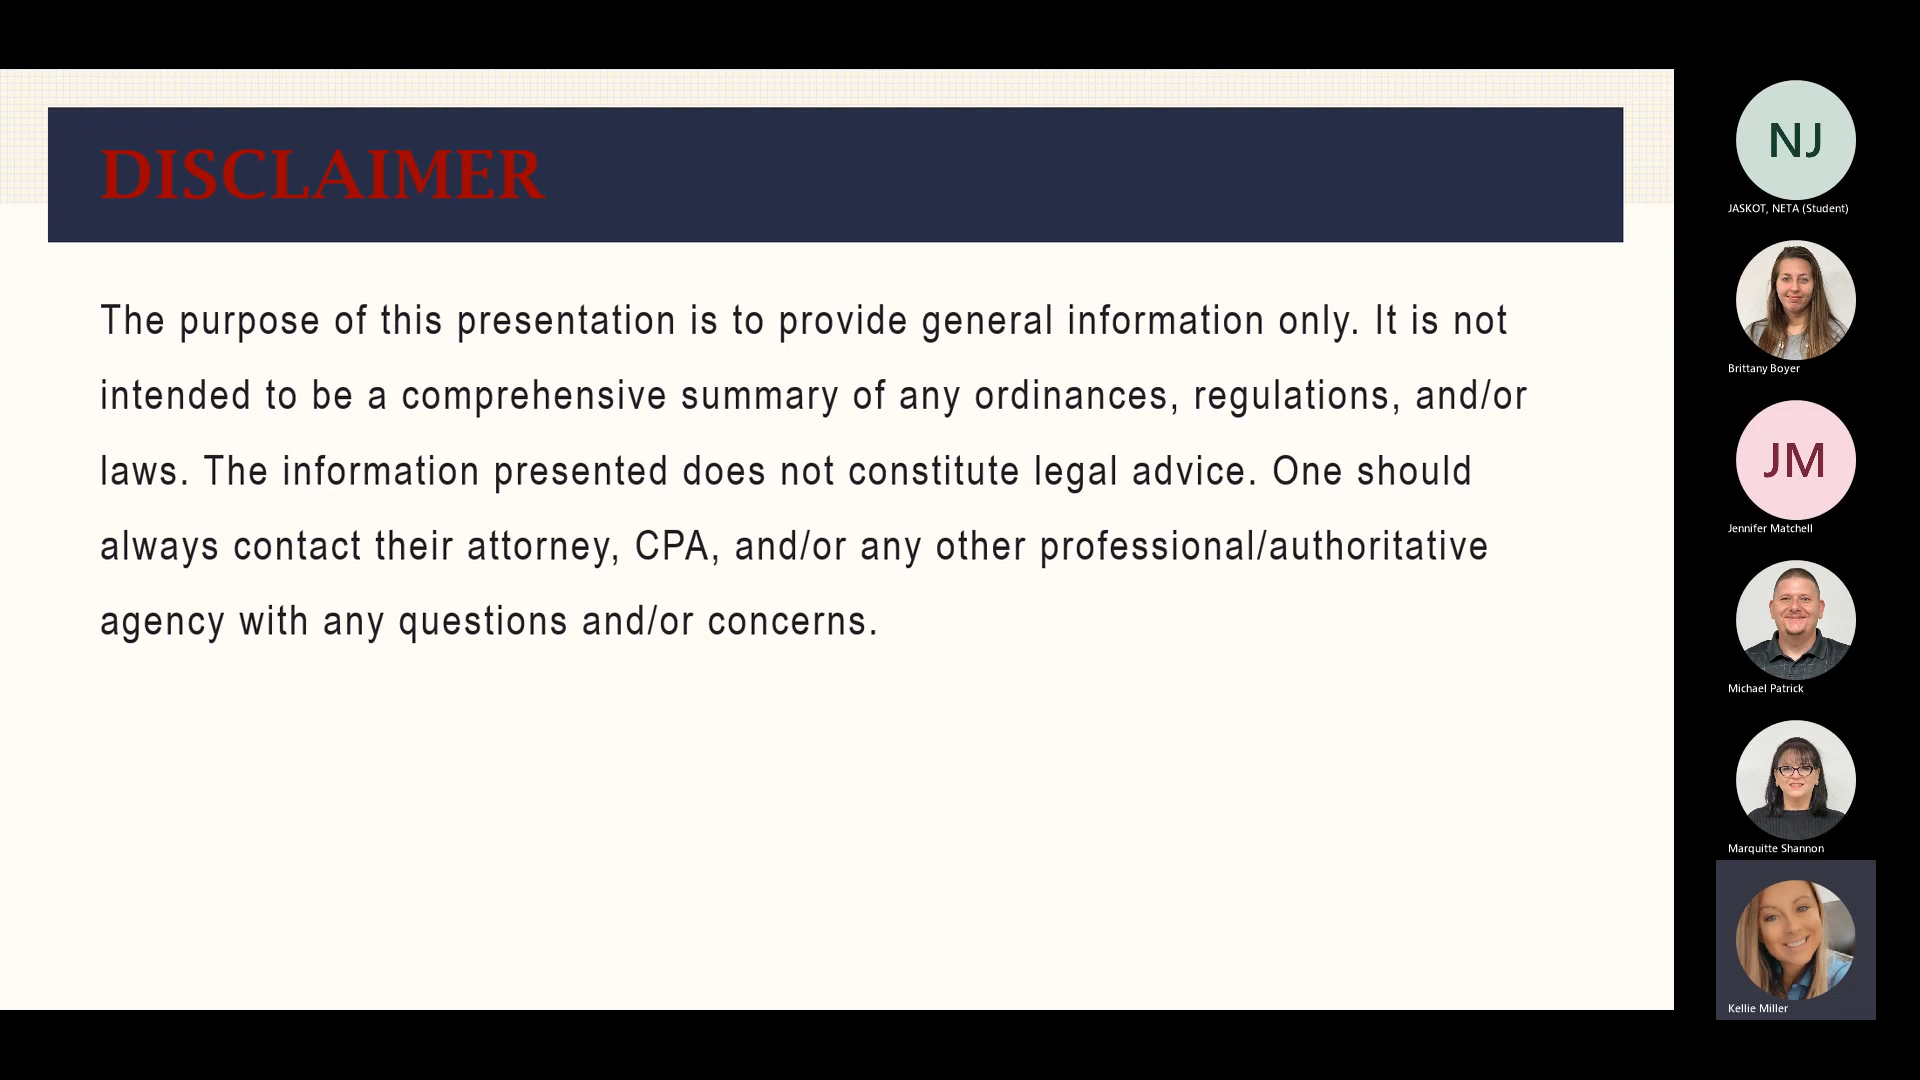 DISCLAIMER
The purpose of this presentation is to provide general information only. It is not
intended to be a comprehensive summary of any ordinances, regulations, and/or
laws. The information presented does not constitute legal advice. One should
always contact their attorney, CPA, and/or any other professional/authoritative
agency with any questions and/or concerns.
NJ
JASKOT, NETA (Student)
Brittany Boyer
JM
Jennifer Matchell
Michael Patrick
Marquitte Shannon
Kellie Miller